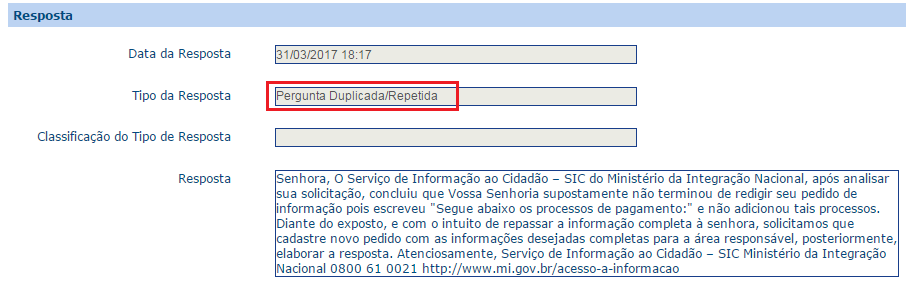 Resposta
Data da Resposta
31/03/2017 18:17
Tipo da Resposta
Pergunta Duplicada/Repetida
Classificação do Tipo de Resposta
Resposta
Senhora, O Serviço de Informação ao Cidadão – SIC do Ministério da Integração Nacional, após analisar
sua solicitação, concluiu que Vossa Senhoria supostamente não terminou de redigir seu pedido de
informação pois escreveu "Segue abaixo os processos de pagamento:" e não adicionou tais processos.
Diante do exposto, e com o intuito de repassar a informação completa à senhora, solicitamos que
cadastre novo pedido com as informações desejadas completas para a área responsável, posteriormente,
elaborar a resposta. Atenciosamente, Serviço de Informação ao Cidadão – SIC Ministério da Integração
Nacional 0800 61 0021 http://www.mi.gov.br/acesso-a-informacao